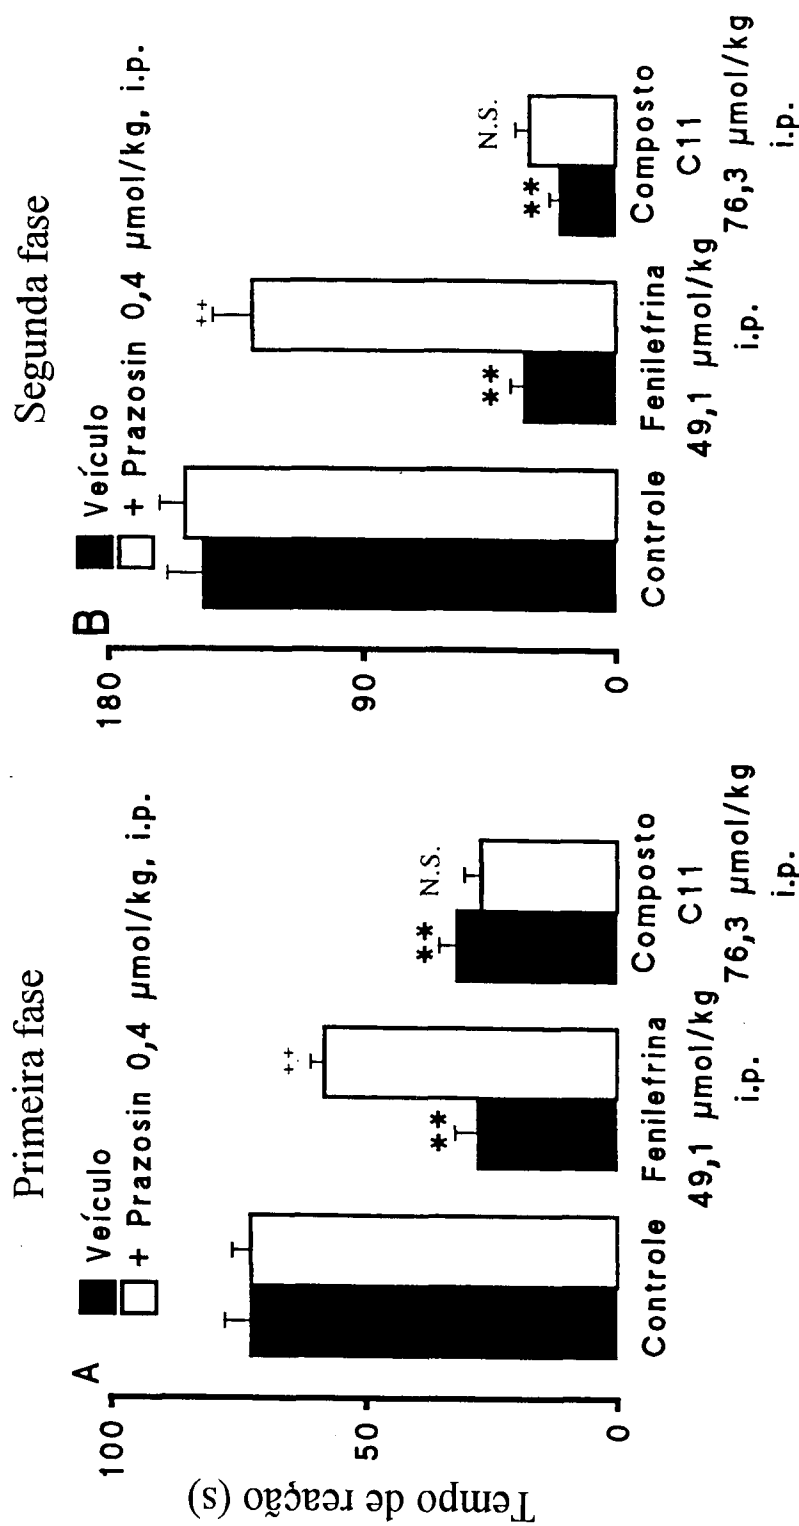 Primeira fase
A
Veículo
+ Prazosin 0,4 µmol/kg, i.p.
Tempo de reação (s)
100
50
0
**
++
**
N.S.
Controle
Fenilefrina
49,1 µmol/kg
i.p.
Composto
C11
76,3 µmol/kg
i.p.
Segunda fase
B
Veículo
+ Prazosin 0,4 µmol/kg, i.p.
180
90
0
**
++
**
N.S.
Controle
Fenilefrina
49,1 µmol/kg
i.p.
Composto
C11
76,3 µmol/kg
i.p.